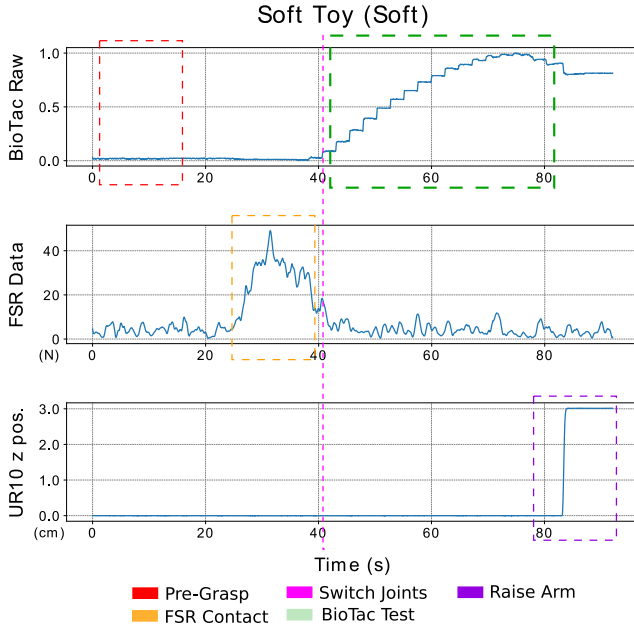 Soft Toy (Soft)
BioTac Raw
1.0
0.5
0.0
0 20 40 60 80
FSR Data
40
20
0
(N)
0 20 40 60 80
UR10 z pos.
3.0
2.0
1.0
0.0
(cm)
0 20 40 60 80
Time (s)
Pre-Grasp Switch Joints Raise Arm
FSR Contact BioTac Test